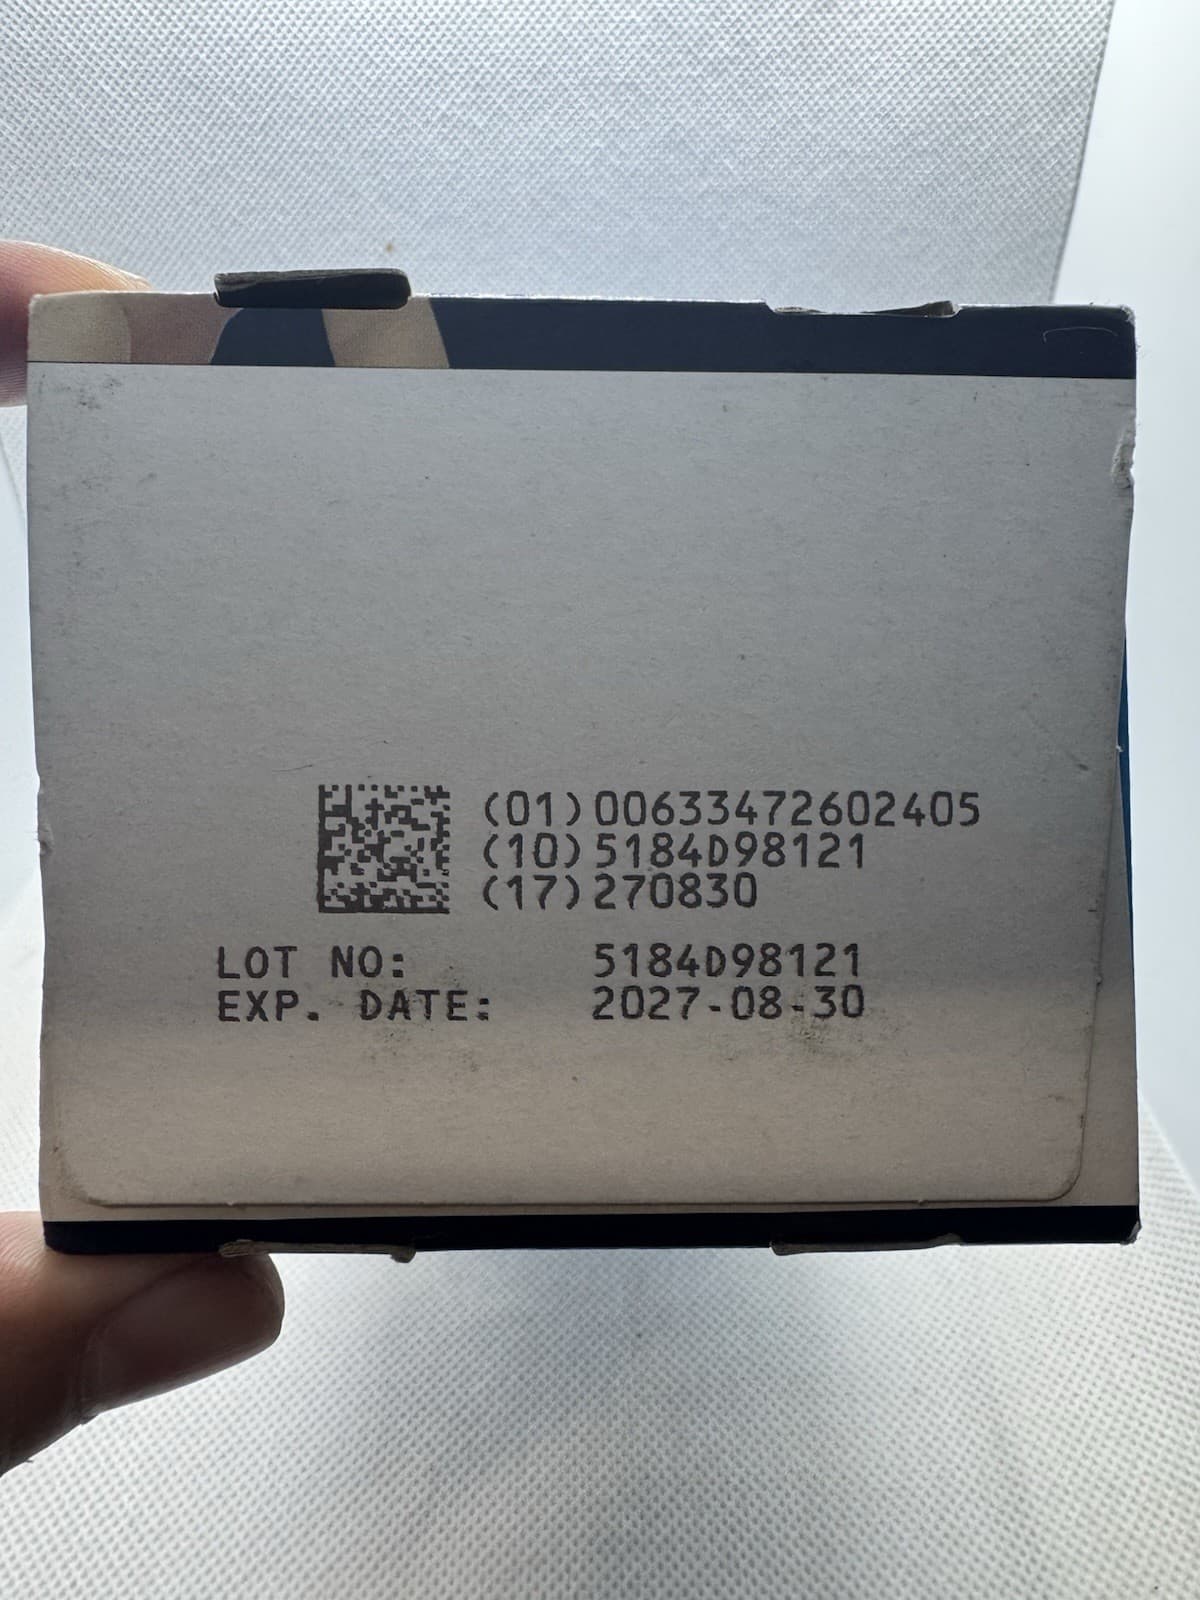 (01)00633472602405
(10)5184D98121
(17)270830
LOT NO: 5184D98121
EXP. DATE: 2027-08-30